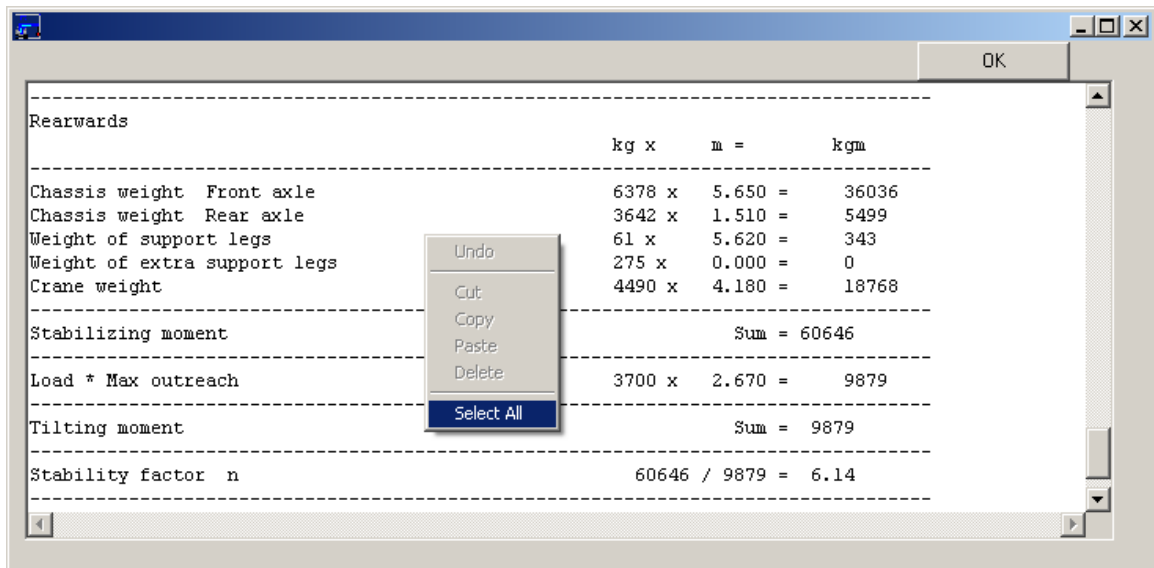 OK
Rearwards
kg x m = kgm
Chassis weight Front axle 6378 x 5.650 = 36036
Chassis weight Rear axle 3642 x 1.510 = 5499
Weight of support legs 61 x 5.620 = 343
Weight of extra support legs 275 x 0.000 = 0
Crane weight 4490 x 4.180 = 18768
Stabilizing moment Sum = 60646
Load * Max outreach 3700 x 2.670 = 9879
Tilting moment Sum = 9879
Stability factor n 60646 / 9879 = 6.14
Undo
Cut
Copy
Paste
Delete
Select All